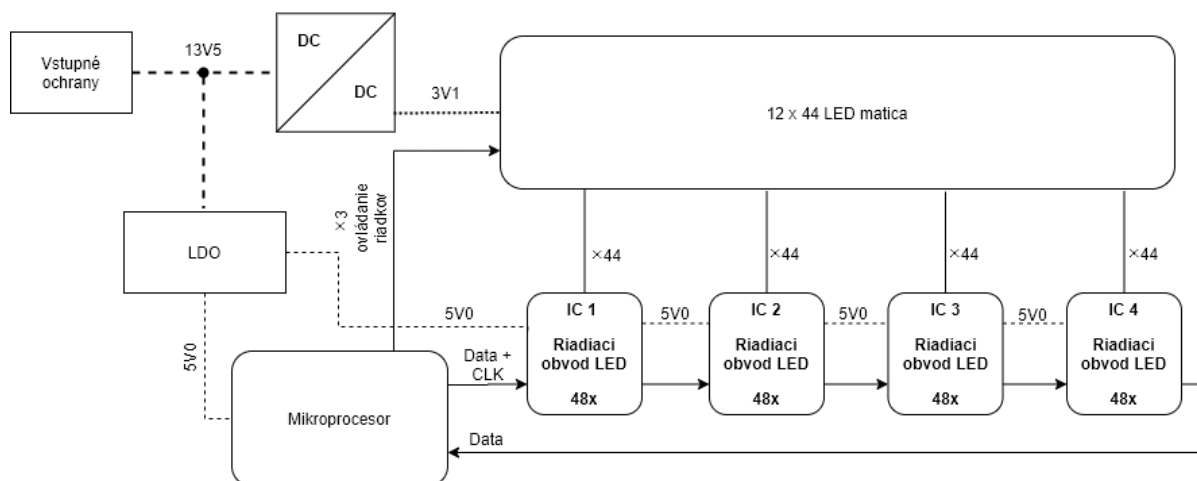 Vstupné
ochrany
13V5
DC
DC
3V1
12 x 44 LED matica
LDO
×3
ovládanie
riadkov
×44
×44
×44
×44
5V0
5V0
5V0
5V0
5V0
IC 1
Riadiaci
obvod LED
48x
IC 2
Riadiaci
obvod LED
48x
IC 3
Riadiaci
obvod LED
48x
IC 4
Riadiaci
obvod LED
48x
Data +
CLK
Mikroprocesor
Data